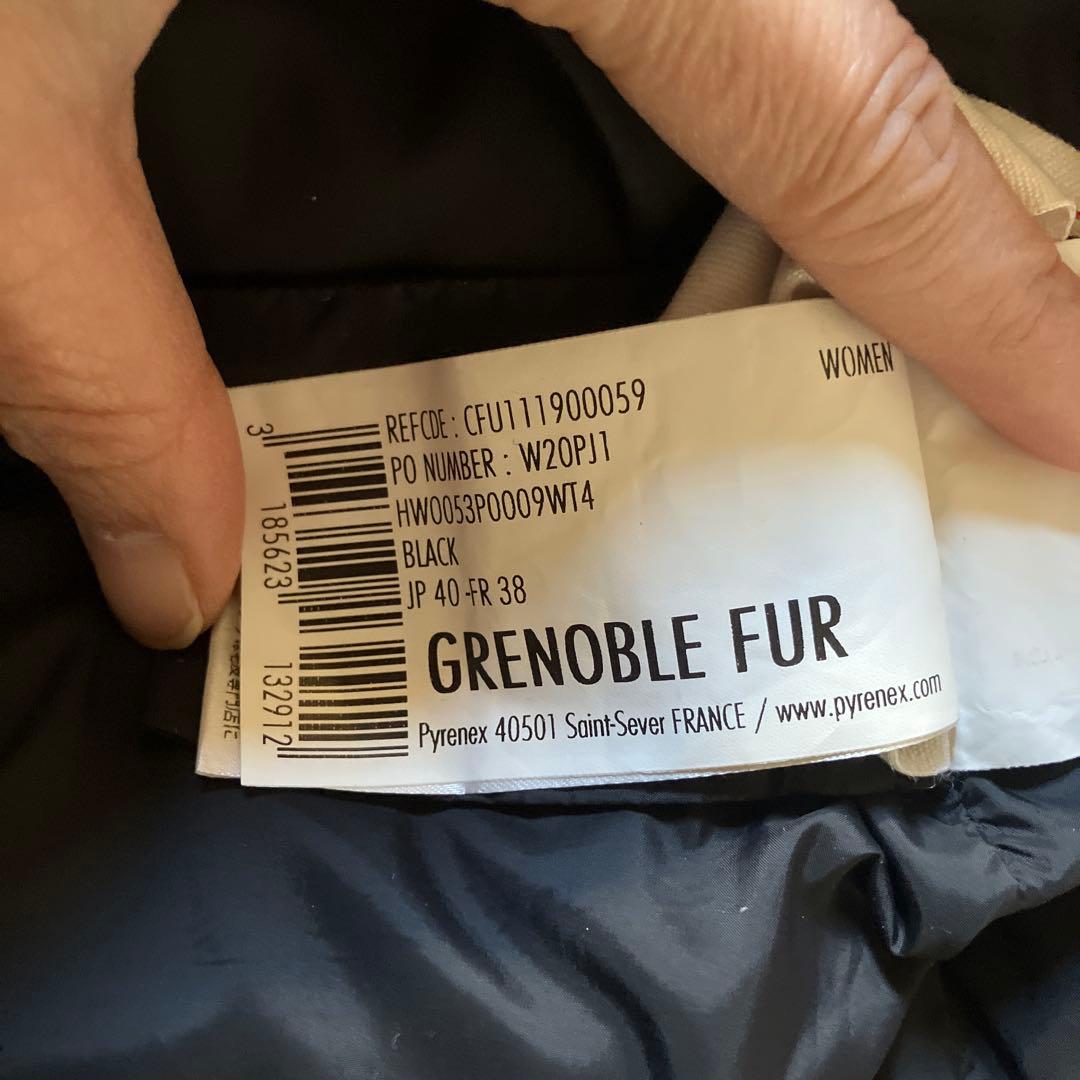 WOMEN
REFCDE : CFU111900059
PO NUMBER : W20PJ1
HW0053P0009WT4
BLACK
JP 40-FR 38
GRENOBLE FUR
Pyrenex 40501 Saint-Sever FRANCE / www.pyrenex.com
3 185623 132912